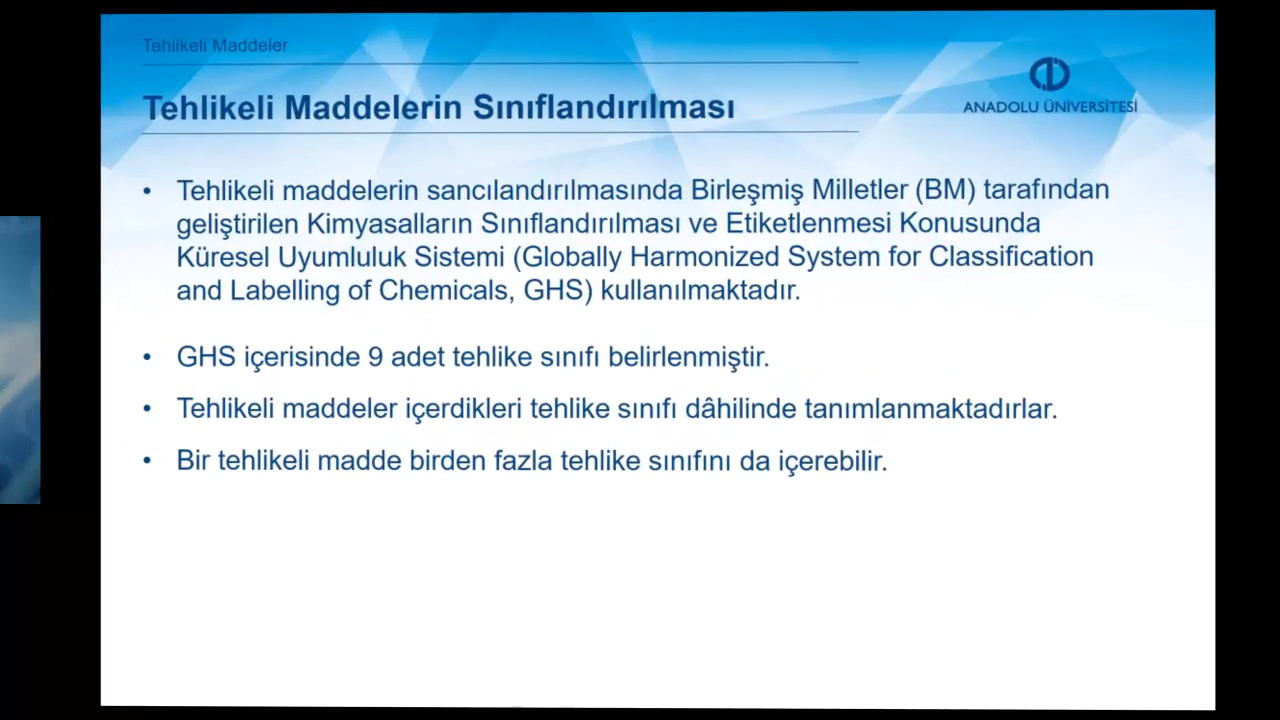 Tehlikeli Maddeler
ANADOLU ÜNİVERSİTESİ
Tehlikeli Maddelerin Sınıflandırılması
• Tehlikeli maddelerin sancılandırılmasında Birleşmiş Milletler (BM) tarafından
geliştirilen Kimyasalların Sınıflandırılması ve Etiketlenmesi Konusunda
Küresel Uyumluluk Sistemi (Globally Harmonized System for Classification
and Labelling of Chemicals, GHS) kullanılmaktadır.
• GHS içerisinde 9 adet tehlike sınıfı belirlenmiştir.
• Tehlikeli maddeler içerdikleri tehlike sınıfı dâhilinde tanımlanmaktadırlar.
• Bir tehlikeli madde birden fazla tehlike sınıfını da içerebilir.